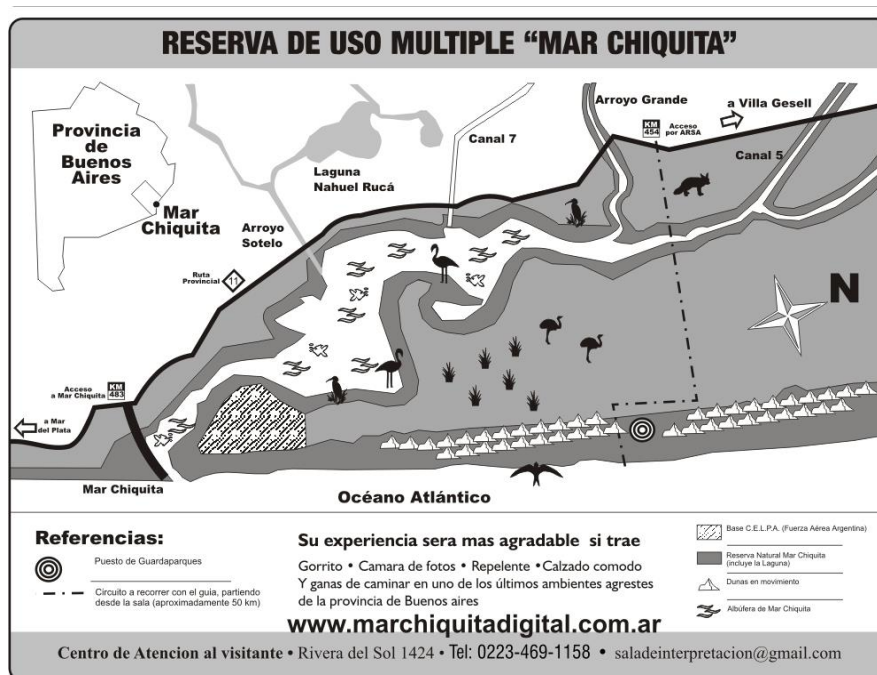 RESERVA DE USO MULTIPLE “MAR CHIQUITA”
Provincia
de
Buenos
Aires
Mar
Chiquita
Laguna
Nahuel Rucá
Arroyo
Sotelo
Canal 7
Arroyo Grande
KM
454
Acceso
por ARSA
a Villa Gesell
Canal 5
Ruta
Provincial
11
N
Acceso
a Mar Chiquita
KM
483
a Mar
del Plata
Mar Chiquita
Océano Atlántico
Referencias:
Puesto de Guardaparques
Circuito a recorrer con el guia, partiendo
desde la sala (aproximadamente 50 km)
Su experiencia sera mas agradable si trae
Gorrito • Camara de fotos • Repelente • Calzado comodo
Y ganas de caminar en uno de los últimos ambientes agrestes
de la provincia de Buenos aires
www.marchiquitadigital.com.ar
Base C.E.L.P.A. (Fuerza Aérea Argentina)
Reserva Natural Mar Chiquita
(incluye la Laguna)
Dunas en movimiento
Albúfera de Mar Chiquita
Centro de Atencion al visitante • Rivera del Sol 1424 • Tel: 0223-469-1158 • saladeinterpretacion@gmail.com